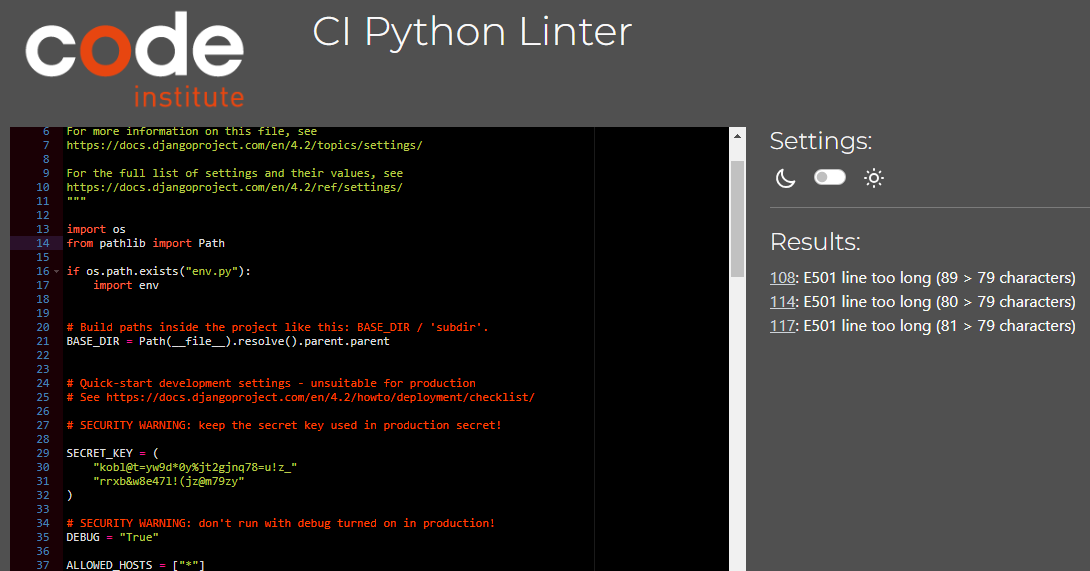 code
institute
CI Python Linter
6 For more information on this file, see
7 https://docs.djangoproject.com/en/4.2/topics/settings/
8
9 For the full list of settings and their values, see
10 https://docs.djangoproject.com/en/4.2/ref/settings/
11 """
12
13 import os
14 from pathlib import Path
15
16 if os.path.exists("env.py"):
17 import env
18
19
20 # Build paths inside the project like this: BASE_DIR / 'subdir'.
21 BASE_DIR = Path(__file__).resolve().parent.parent
22
23
24 # Quick-start development settings - unsuitable for production
25 # See https://docs.djangoproject.com/en/4.2/howto/deployment/checklist/
26
27 # SECURITY WARNING: keep the secret key used in production secret!
28
29 SECRET_KEY = (
30 "kobl@t=yw9d*0y%jt2gjnq78=u!z_"
31 "rrxb&w8e47l!(jz@m79zy"
32 )
33
34 # SECURITY WARNING: don't run with debug turned on in production!
35 DEBUG = "True"
36
37 ALLOWED_HOSTS = ["*"]
Settings:
Results:
108: E501 line too long (89 > 79 characters)
114: E501 line too long (80 > 79 characters)
117: E501 line too long (81 > 79 characters)